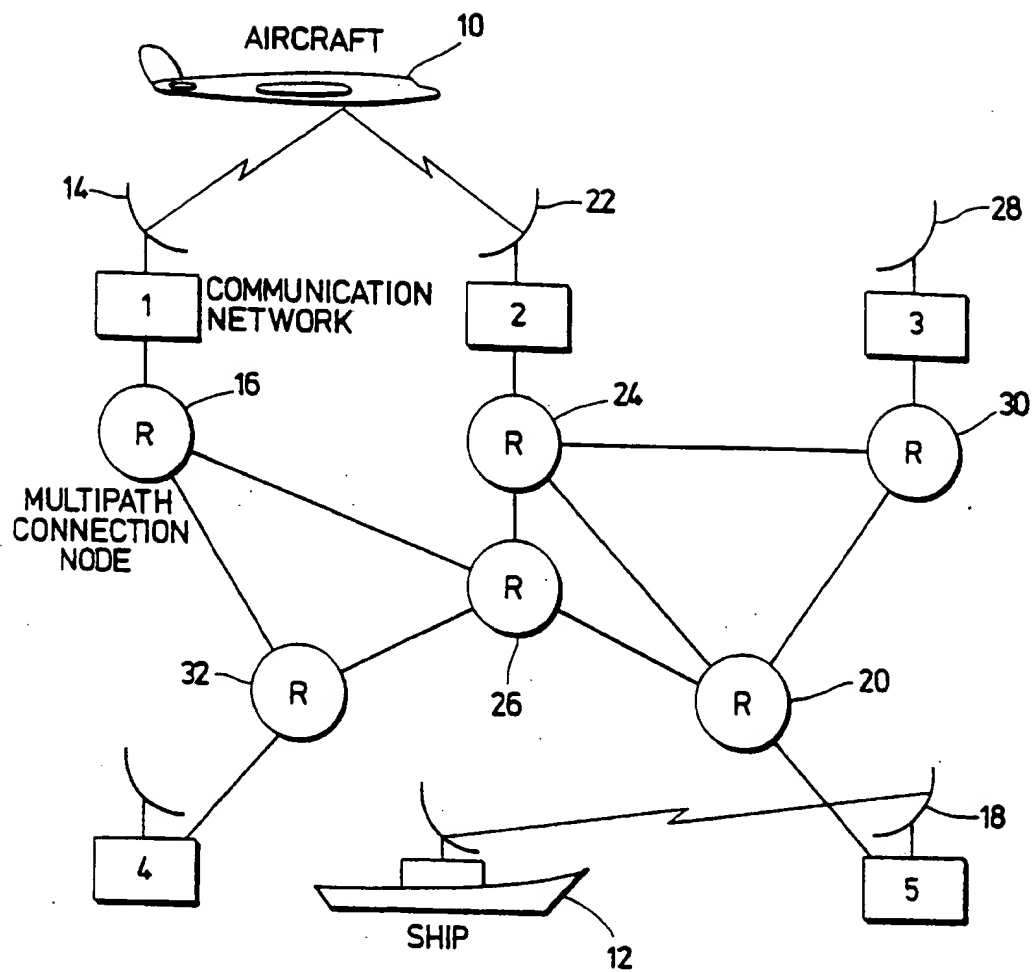 AIRCRAFT
10
14
22
28
1
COMMUNICATION
NETWORK
2
3
16
24
30
R
R
R
MULTIPATH
CONNECTION
NODE
R
32
R
26
R
20
18
4
5
SHIP
12